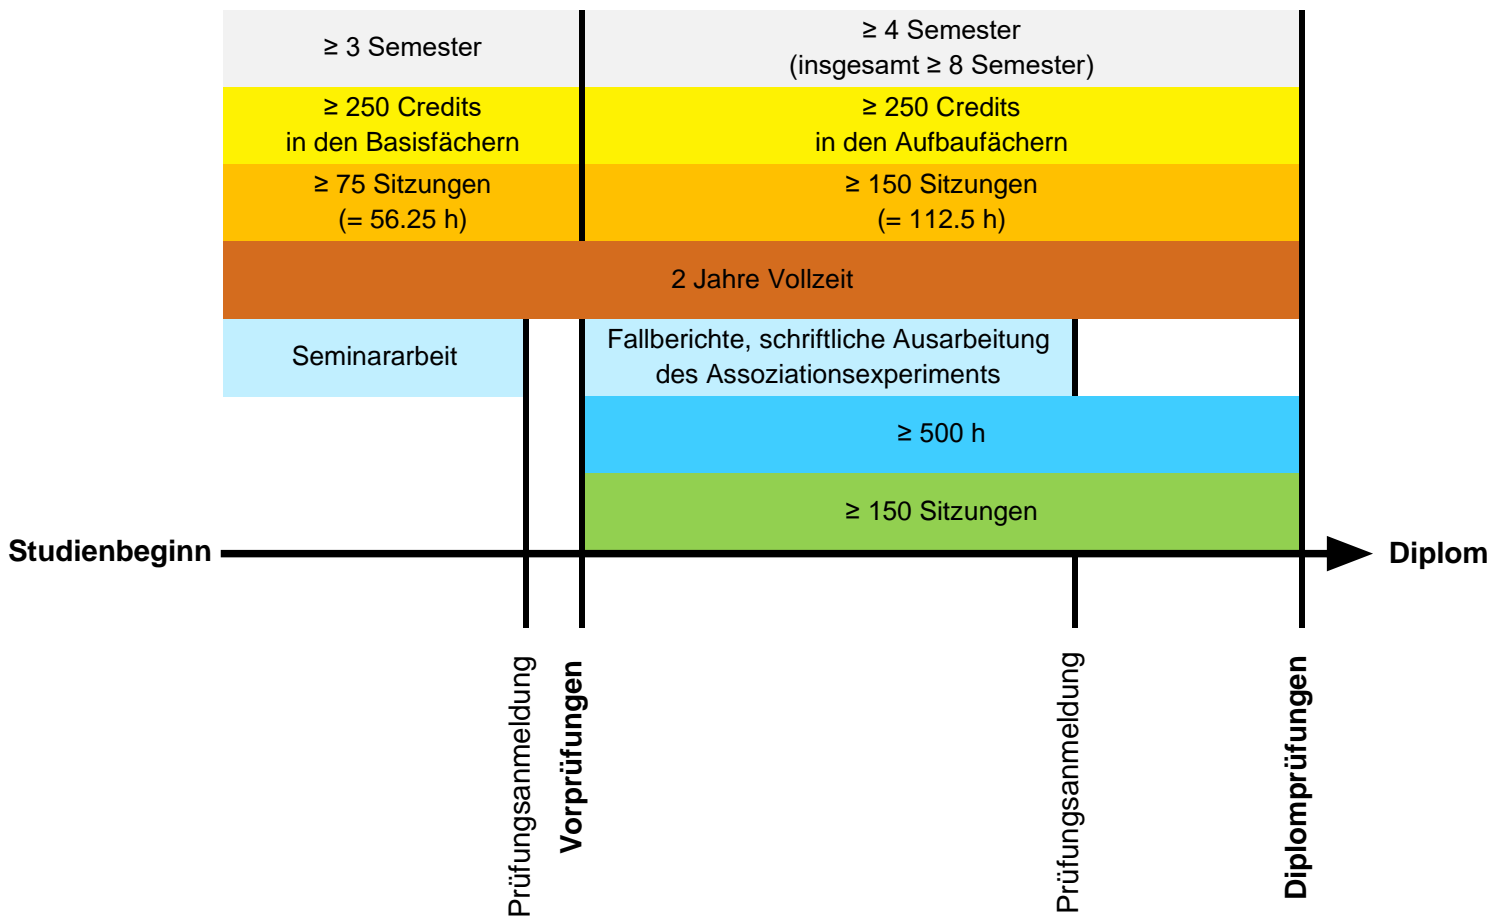 ≥ 3 Semester
≥ 4 Semester
(insgesamt ≥ 8 Semester)
≥ 250 Credits
in den Basisfächern
≥ 250 Credits
in den Aufbaufächern
≥ 75 Sitzungen
(= 56.25 h)
≥ 150 Sitzungen
(= 112.5 h)
2 Jahre Vollzeit
Seminararbeit
Fallberichte, schriftliche Ausarbeitung
des Assoziationsexperiments
≥ 500 h
≥ 150 Sitzungen
Studienbeginn
Diplom
Prüfungsanmeldung
Vorprüfungen
Prüfungsanmeldung
Diplomprüfungen